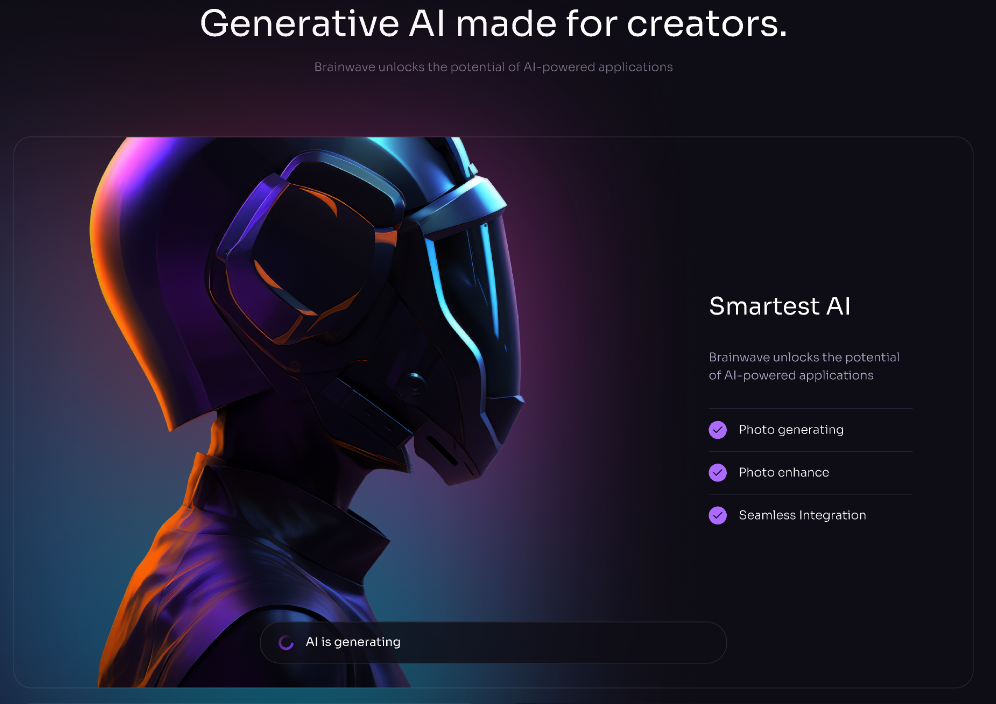 Generative AI made for creators.
Brainwave unlocks the potential of AI-powered applications
Smartest AI
Brainwave unlocks the potential
of AI-powered applications
Photo generating
Photo enhance
Seamless Integration
AI is generating